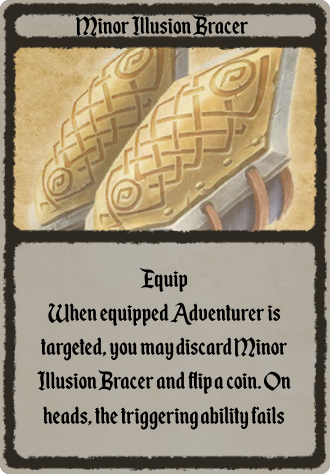 Minor Illusion Bracer
Equip
When equipped Adventurer is
targeted, you may discard Minor
Illusion Bracer and flip a coin. On
heads, the triggering ability fails